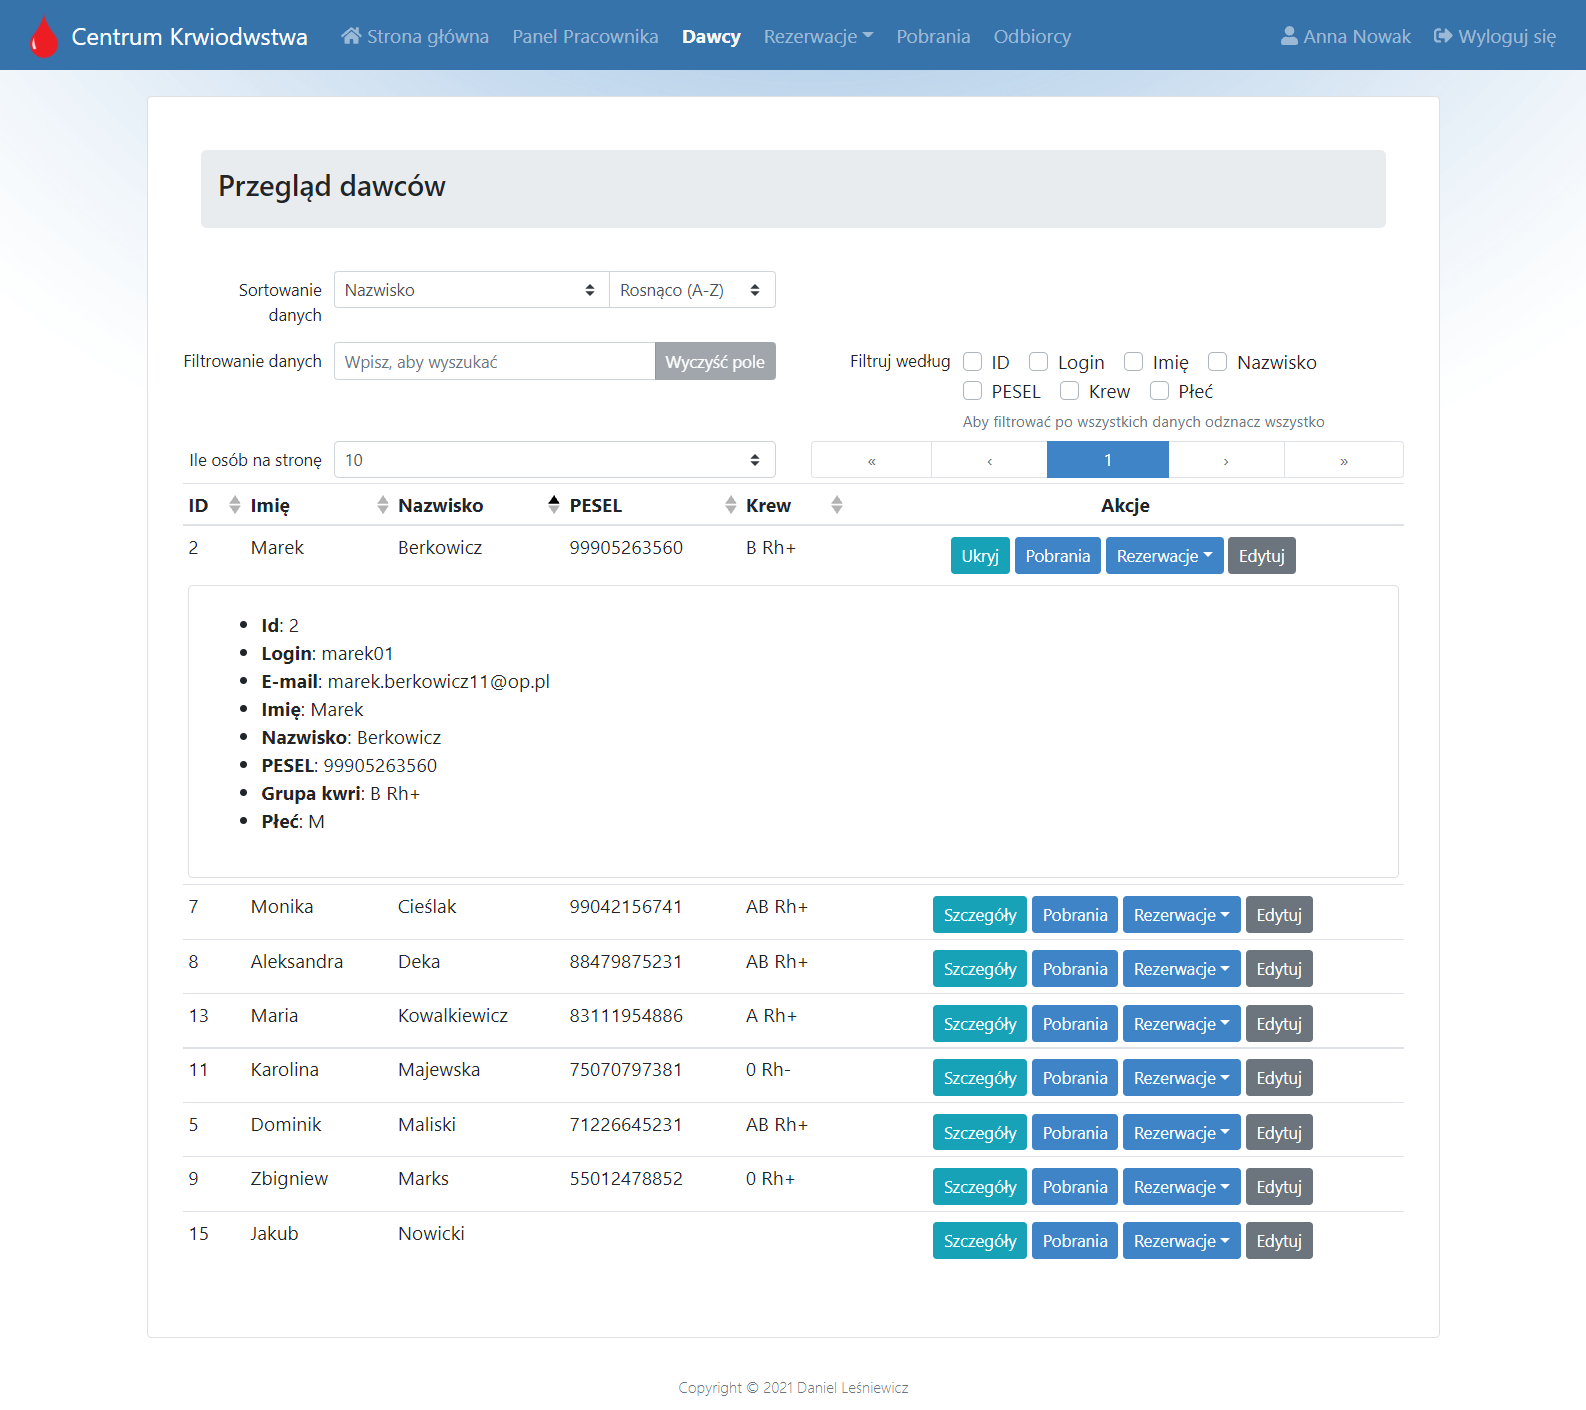 Centrum Krwiodwstwa Strona główna Panel Pracownika Dawcy Rezerwacje Pobrania Odbiorcy Anna Nowak Wyloguj się
Przegląd dawców
Sortowanie danych Nazwisko Rosnąco (A-Z)
Filtrowanie danych Wpisz, aby wyszukać Wyczyść pole Filtruj według ID Login Imię Nazwisko
PESEL Krew Płeć
Aby filtrować po wszystkich danych odznacz wszystko
Ile osób na stronę 10 « ‹ 1 › »
ID Imię Nazwisko PESEL Krew Akcje
2 Marek Berkowicz 99905263560 B Rh+ Ukryj Pobrania Rezerwacje Edytuj
Id: 2
Login: marek01
E-mail: marek.berkowicz11@op.pl
Imię: Marek
Nazwisko: Berkowicz
PESEL: 99905263560
Grupa kwri: B Rh+
Płeć: M
7 Monika Cieślak 99042156741 AB Rh+ Szczegóły Pobrania Rezerwacje Edytuj
8 Aleksandra Deka 88479875231 AB Rh+ Szczegóły Pobrania Rezerwacje Edytuj
13 Maria Kowalkiewicz 83111954886 A Rh+ Szczegóły Pobrania Rezerwacje Edytuj
11 Karolina Majewska 75070797381 0 Rh- Szczegóły Pobrania Rezerwacje Edytuj
5 Dominik Maliski 71226645231 AB Rh+ Szczegóły Pobrania Rezerwacje Edytuj
9 Zbigniew Marks 55012478852 0 Rh+ Szczegóły Pobrania Rezerwacje Edytuj
15 Jakub Nowicki Szczegóły Pobrania Rezerwacje Edytuj
Copyright © 2021 Daniel Leśniewicz